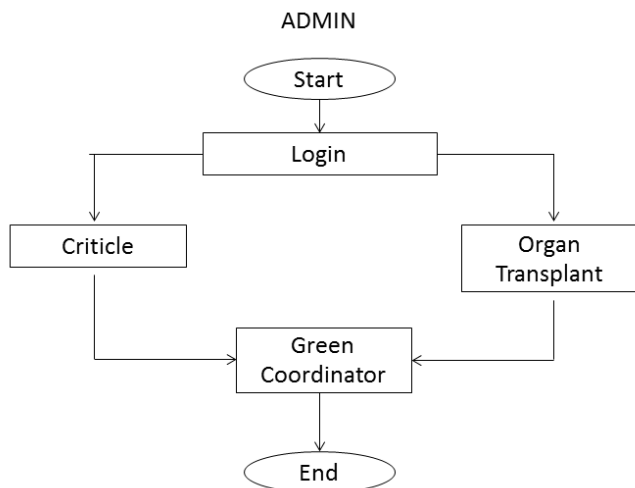 ADMIN
Start
Login
Criticle
Organ
Transplant
Green
Coordinator
End